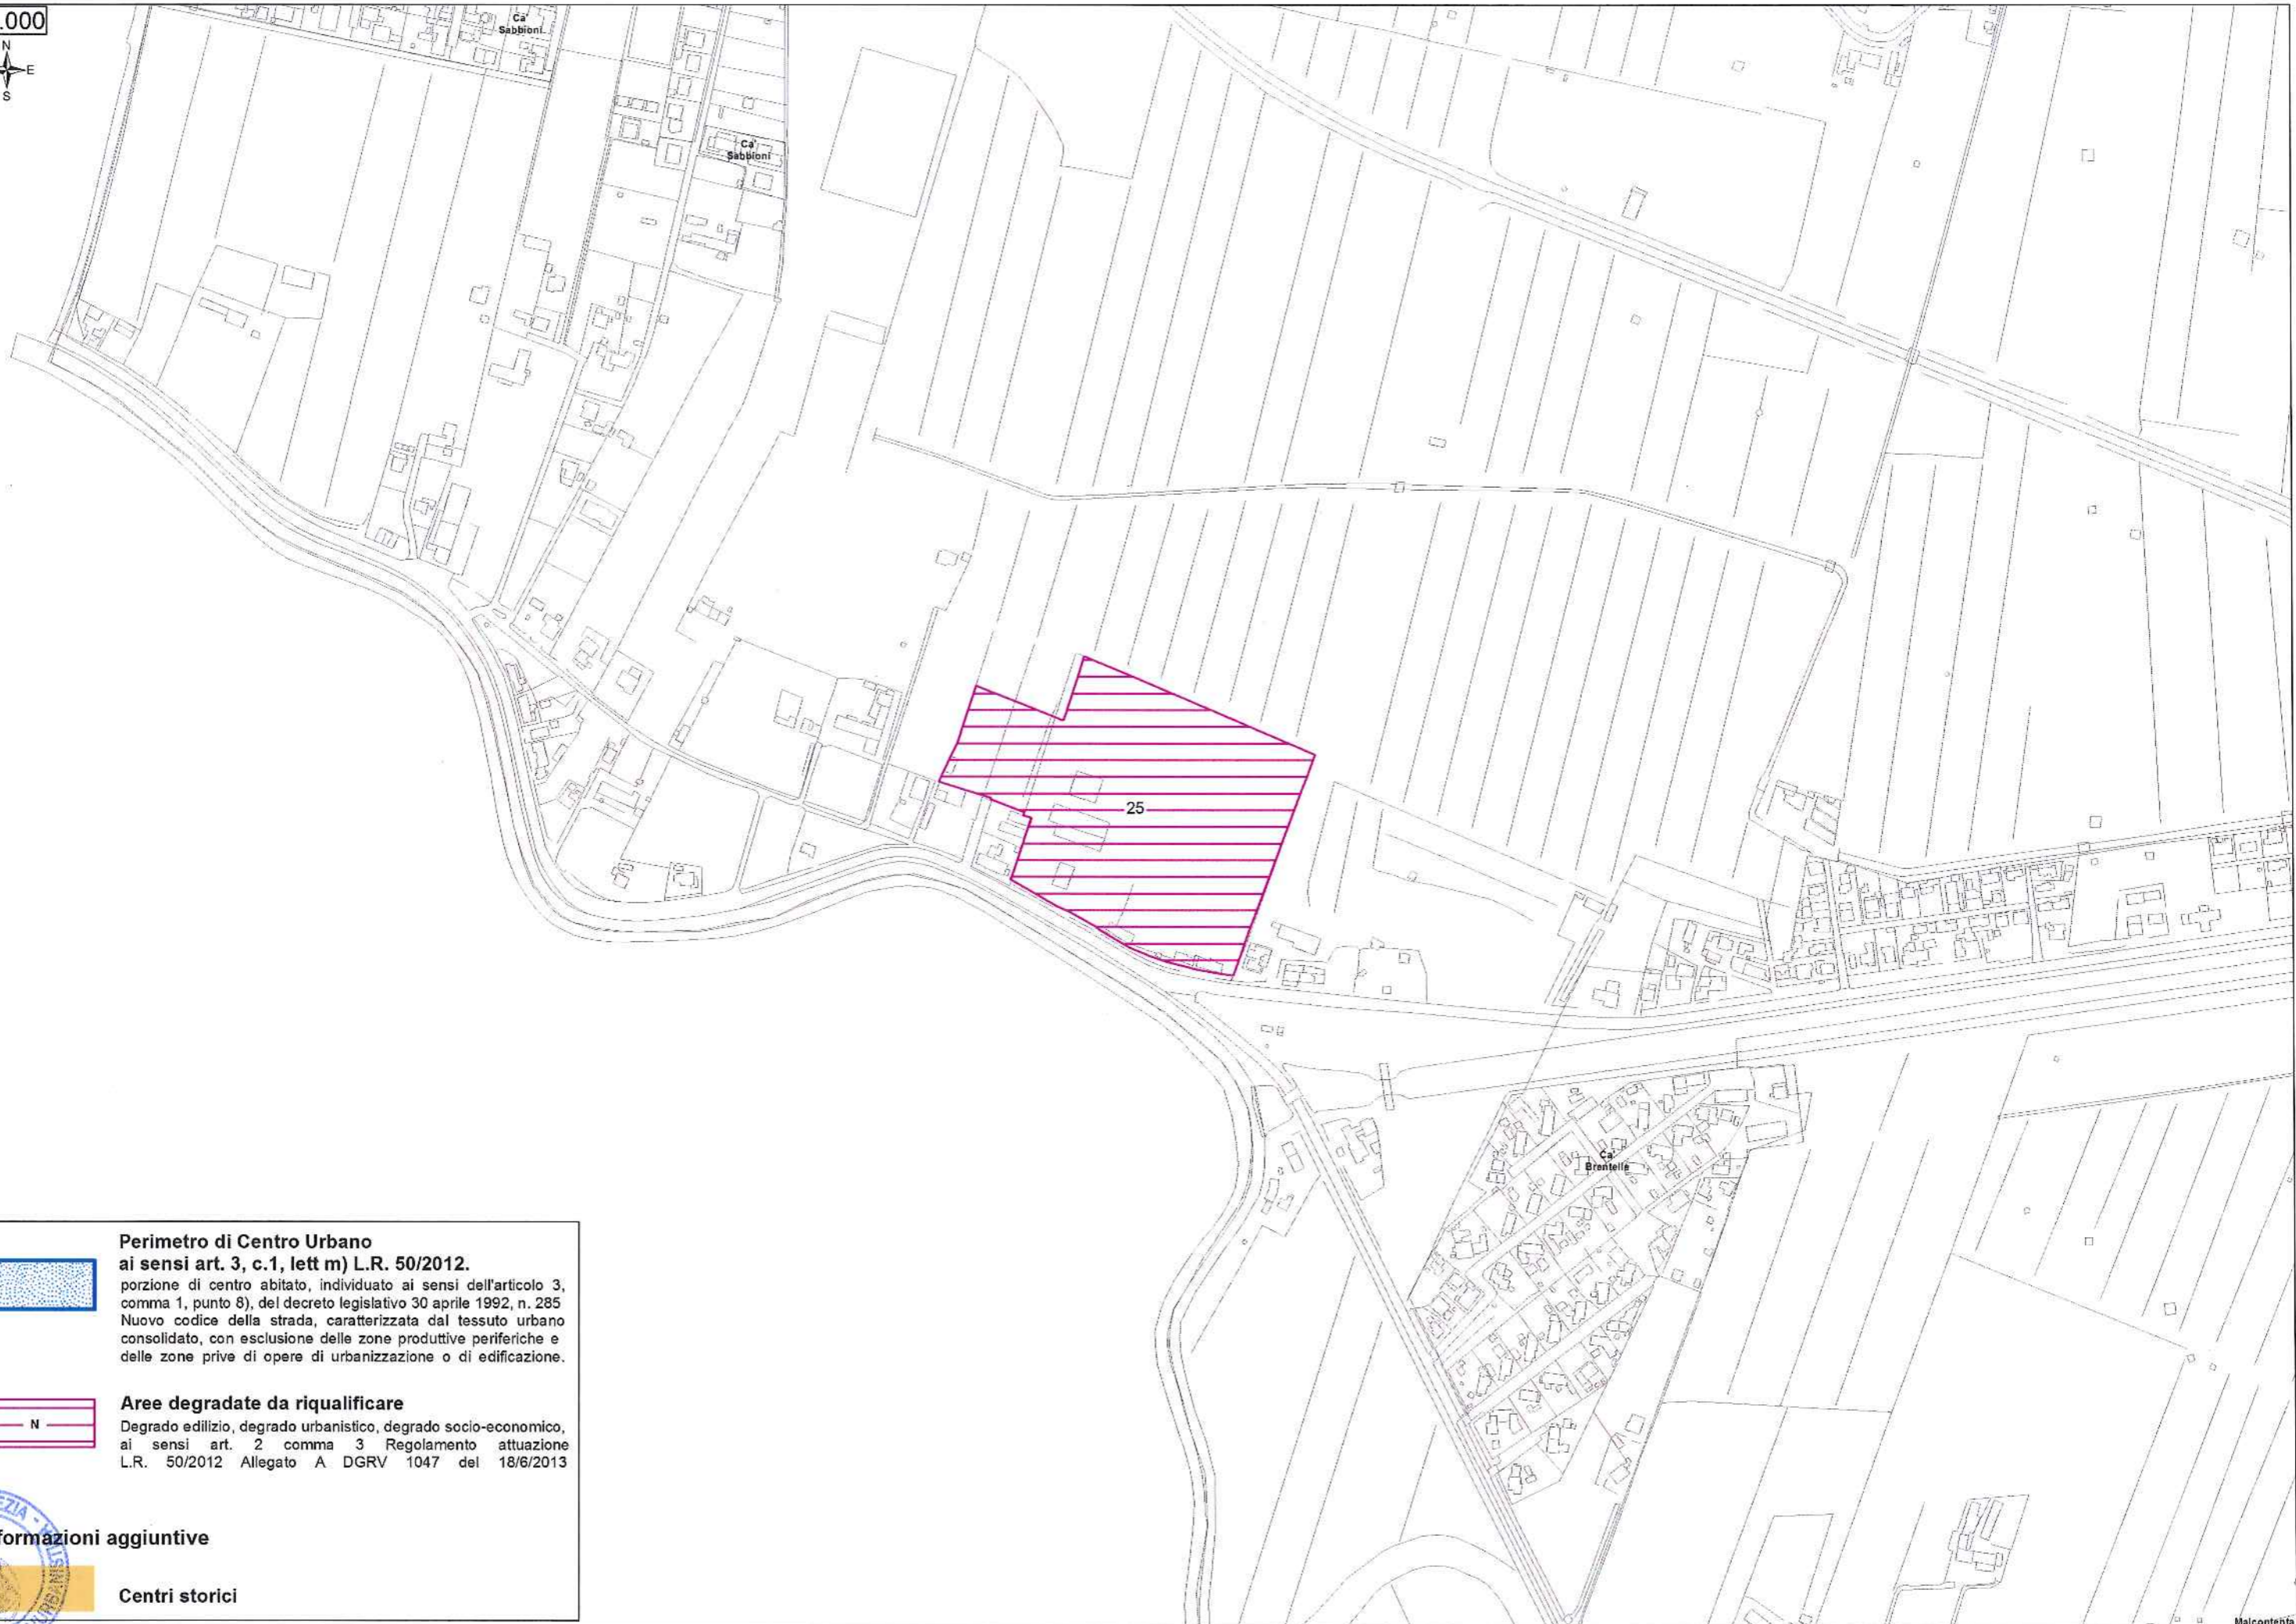 .000
N
E
S
Ca'
Sabbioni
Ca'
Sabbioni
25
Ca'
Brentelle
Perimetro di Centro Urbano
ai sensi art. 3, c.1, lett m) L.R. 50/2012.
porzione di centro abitato, individuato ai sensi dell'articolo 3,
comma 1, punto 8), del decreto legislativo 30 aprile 1992, n. 285
Nuovo codice della strada, caratterizzata dal tessuto urbano
consolidato, con esclusione delle zone produttive periferiche e
delle zone prive di opere di urbanizzazione o di edificazione.
Aree degradate da riqualificare
N
Degrado edilizio, degrado urbanistico, degrado socio-economico,
ai sensi art. 2 comma 3 Regolamento attuazione
L.R. 50/2012 Allegato A DGRV 1047 del 18/6/2013
EZIA -
formazioni aggiuntive
Centri storici
Malcontenta